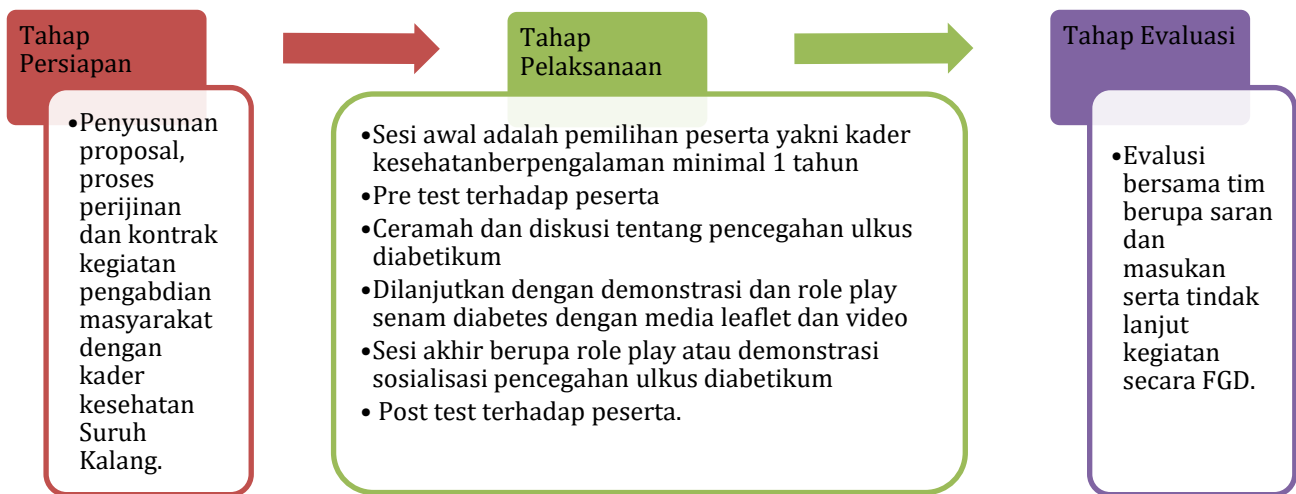 Tahap
Persiapan
•Penyusunan
proposal,
proses
perijinan
dan kontrak
kegiatan
pengabdian
masyarakat
dengan
kader
kesehatan
Suruh
Kalang.
Tahap
Pelaksanaan
•Sesi awal adalah pemilihan peserta yakni kader
kesehatanberpengalaman minimal 1 tahun
•Pre test terhadap peserta
•Ceramah dan diskusi tentang pencegahan ulkus
diabetikum
•Dilanjutkan dengan demonstrasi dan role play
senam diabetes dengan media leaflet dan video
•Sesi akhir berupa role play atau demonstrasi
sosialisasi pencegahan ulkus diabetikum
• Post test terhadap peserta.
Tahap Evaluasi
•Evalusi
bersama tim
berupa saran
dan
masukan
serta tindak
lanjut
kegiatan
secara FGD.